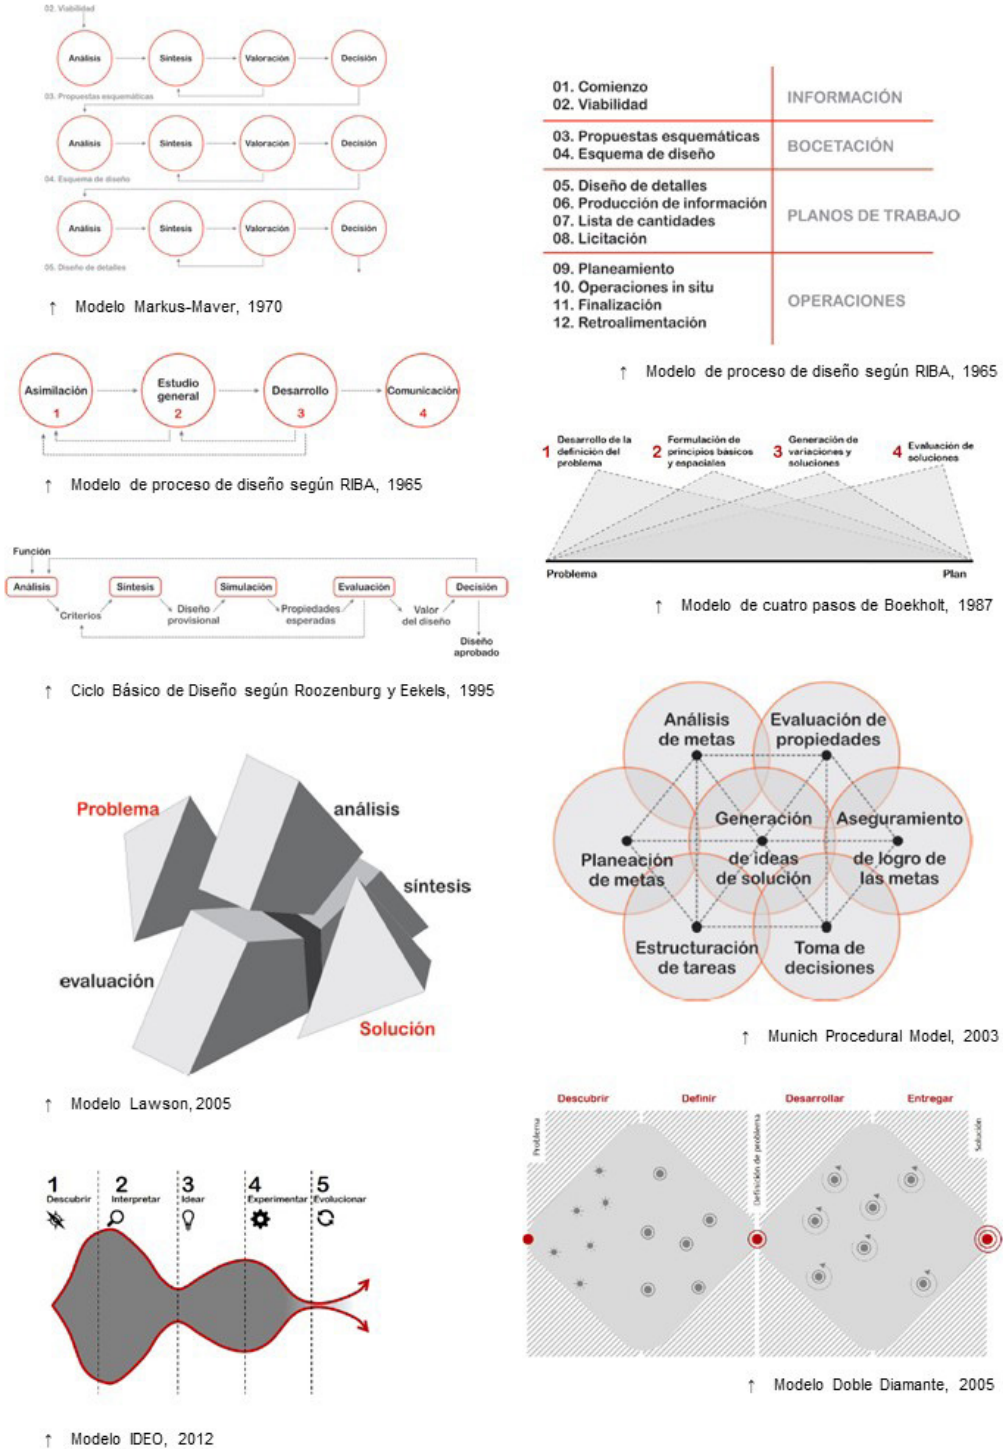 02. Viabilidad
Análisis
Síntesis
Valoración
Decisión
03. Propuestas esquemáticas
Análisis
Síntesis
Valoración
Decisión
04. Esquema de diseño
Análisis
Síntesis
Valoración
Decisión
05. Diseño de detalles
↑ Modelo Markus-Maver, 1970
01. Comienzo
02. Viabilidad
INFORMACIÓN
03. Propuestas esquemáticas
04. Esquema de diseño
BOCETACIÓN
05. Diseño de detalles
06. Producción de información
07. Lista de cantidades
08. Licitación
PLANOS DE TRABAJO
09. Planeamiento
10. Operaciones in situ
11. Finalización
12. Retroalimentación
OPERACIONES
↑ Modelo de proceso de diseño según RIBA, 1965
Asimilación
1
Estudio
general
2
Desarrollo
3
Comunicación
4
↑ Modelo de proceso de diseño según RIBA, 1965
1 Desarrollo de la
definición del
problema
2 Formulación de
principios básicos
y espaciales
3 Generación de
variaciones y
soluciones
4 Evaluación de
soluciones
Problema
Plan
↑ Modelo de cuatro pasos de Boekholt, 1987
Función
Análisis
Síntesis
Simulación
Evaluación
Decisión
Criterios
Diseño
provisional
Propiedades
esperadas
Valor
del diseño
Diseño
aprobado
↑ Ciclo Básico de Diseño según Roozenburg y Eekels, 1995
Problema
análisis
síntesis
evaluación
Solución
↑ Modelo Lawson, 2005
Análisis
de metas
Evaluación de
propiedades
Planeación
de metas
Generación
de ideas
de solución
Aseguramiento
de logro de
las metas
Estructuración
de tareas
Toma de
decisiones
↑ Munich Procedural Model, 2003
1
Descubrir
2
Interpretar
3
Idear
4
Experimentar
5
Evolucionar
↑ Modelo IDEO, 2012
Descubrir
Definir
Desarrollar
Entregar
Problema
Definición de problema
Solución
↑ Modelo Doble Diamante, 2005